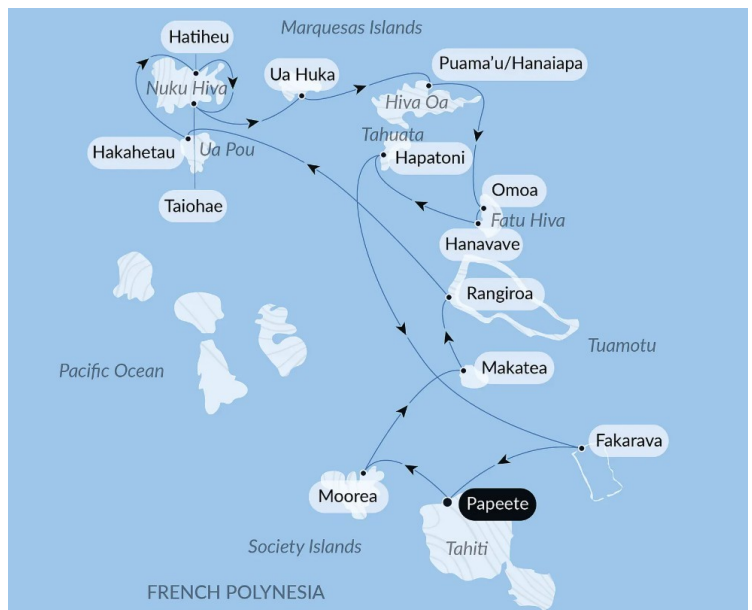 Hatiheu
Marquesas Islands
Puama'u/Hanaiapa
Ua Huka
Nuku Hiva
Hiva Oa
Tahuata
Hakahetau
Ua Pou
Hapatoni
Omoa
Taiohae
Fatu Hiva
Hanavave
Rangiroa
Tuamotu
Pacific Ocean
Makatea
Fakarava
Moorea
Papeete
Society Islands
Tahiti
FRENCH POLYNESIA